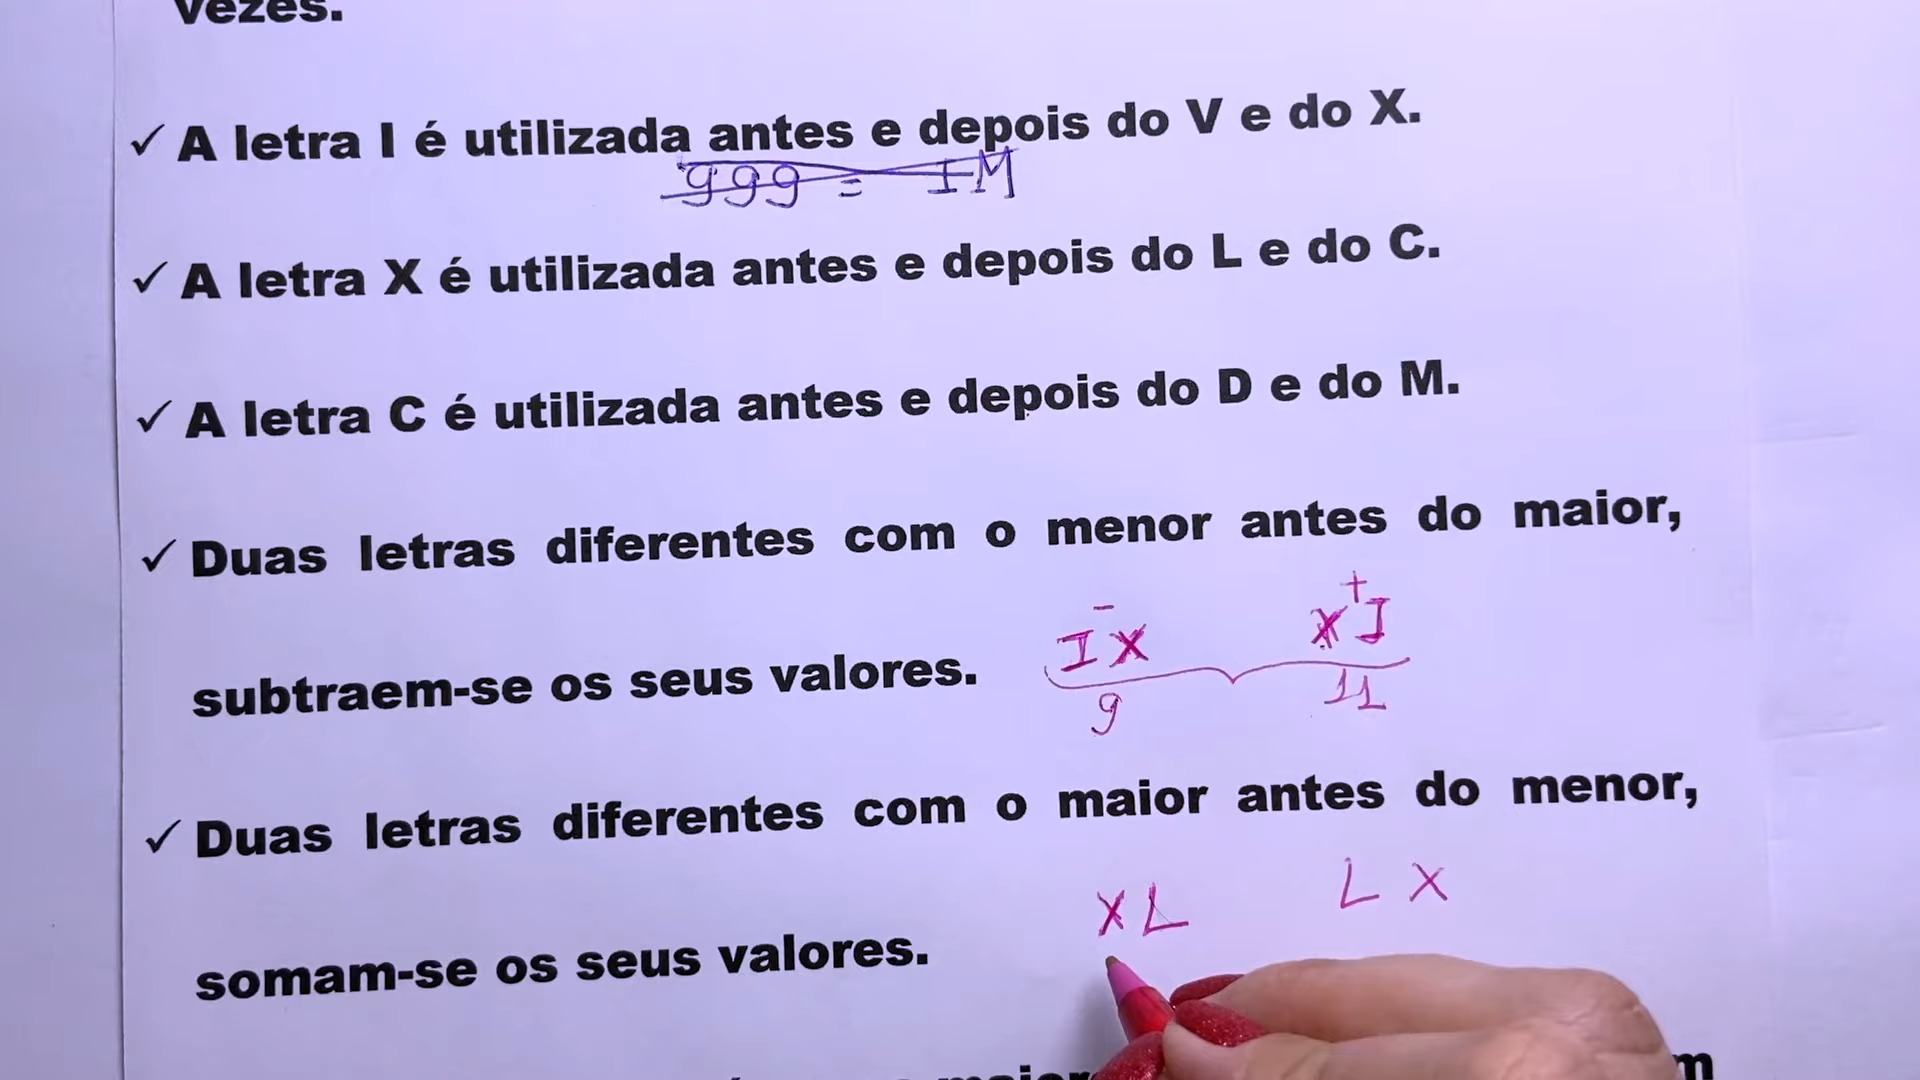 vezes.
✓ A letra I é utilizada antes e depois do V e do X.
999 = IM
✓ A letra X é utilizada antes e depois do L e do C.
✓ A letra C é utilizada antes e depois do D e do M.
✓ Duas letras diferentes com o menor antes do maior,
- +
IX XI
subtraem-se os seus valores.
9 11
✓ Duas letras diferentes com o maior antes do menor,
XL LX
somam-se os seus valores.